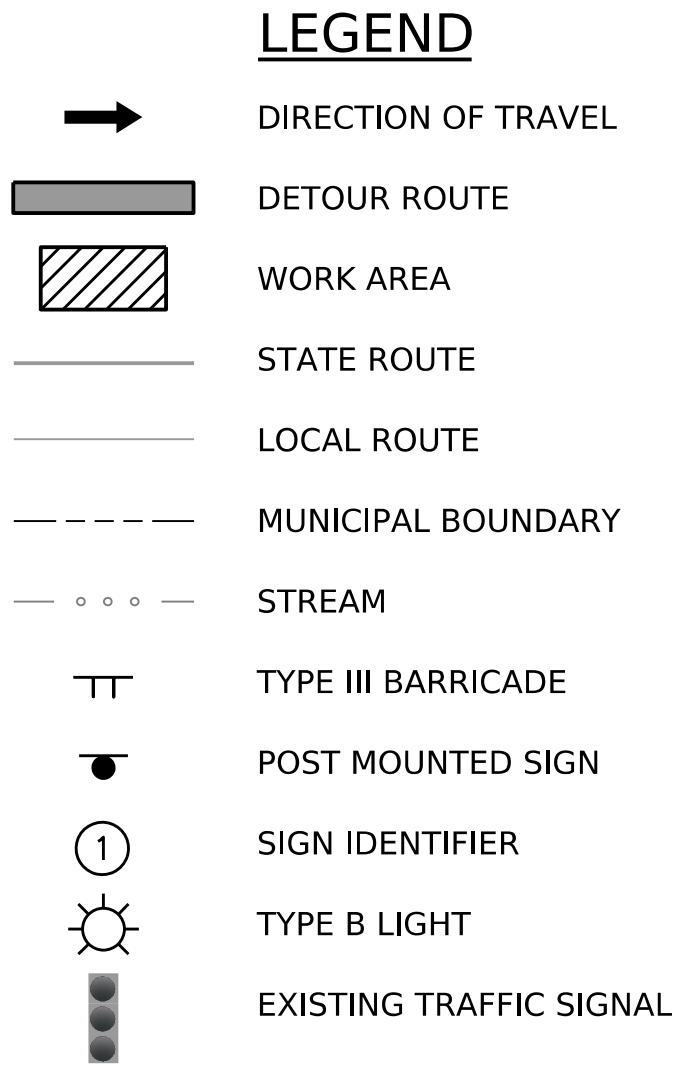 LEGEND
DIRECTION OF TRAVEL
DETOUR ROUTE
WORK AREA
STATE ROUTE
LOCAL ROUTE
MUNICIPAL BOUNDARY
STREAM
TYPE III BARRICADE
POST MOUNTED SIGN
1 SIGN IDENTIFIER
TYPE B LIGHT
EXISTING TRAFFIC SIGNAL